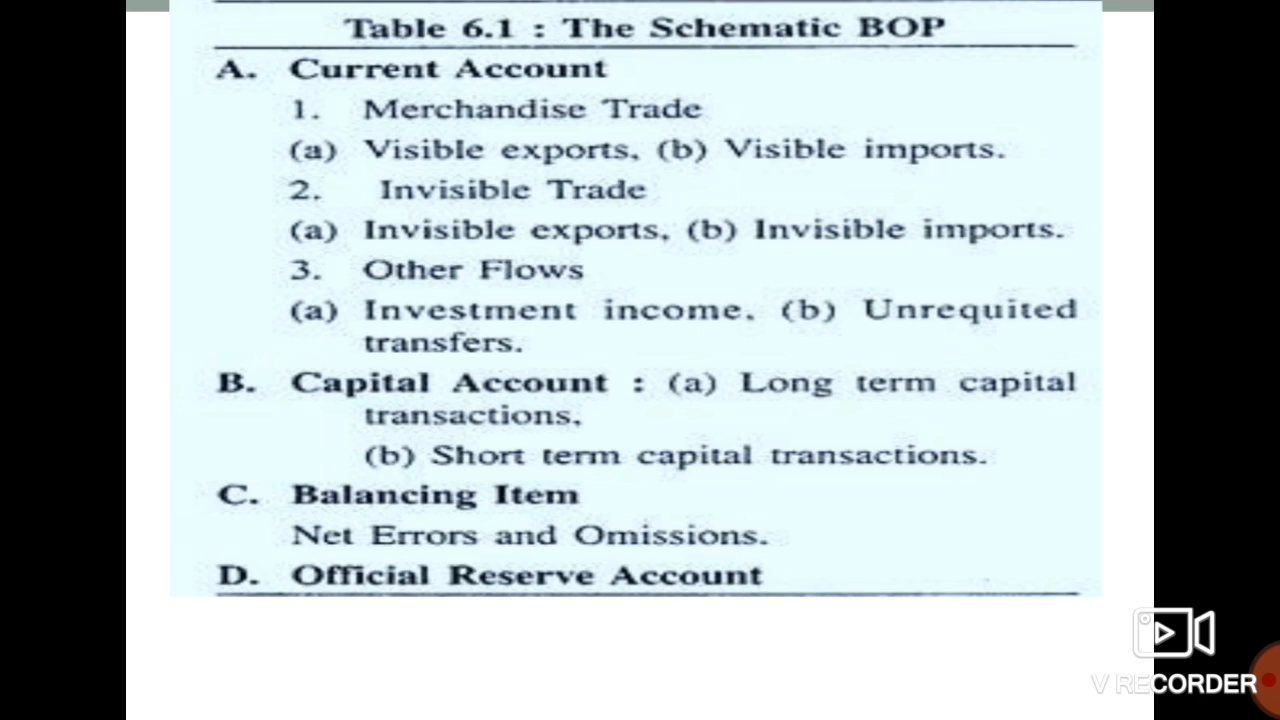 Table 6.1 : The Schematic BOP
A. Current Account
1. Merchandise Trade
(a) Visible exports, (b) Visible imports.
2. Invisible Trade
(a) Invisible exports, (b) Invisible imports.
3. Other Flows
(a) Investment income, (b) Unrequited
transfers.
B. Capital Account : (a) Long term capital
transactions,
(b) Short term capital transactions.
C. Balancing Item
Net Errors and Omissions.
D. Official Reserve Account
V RECORDER